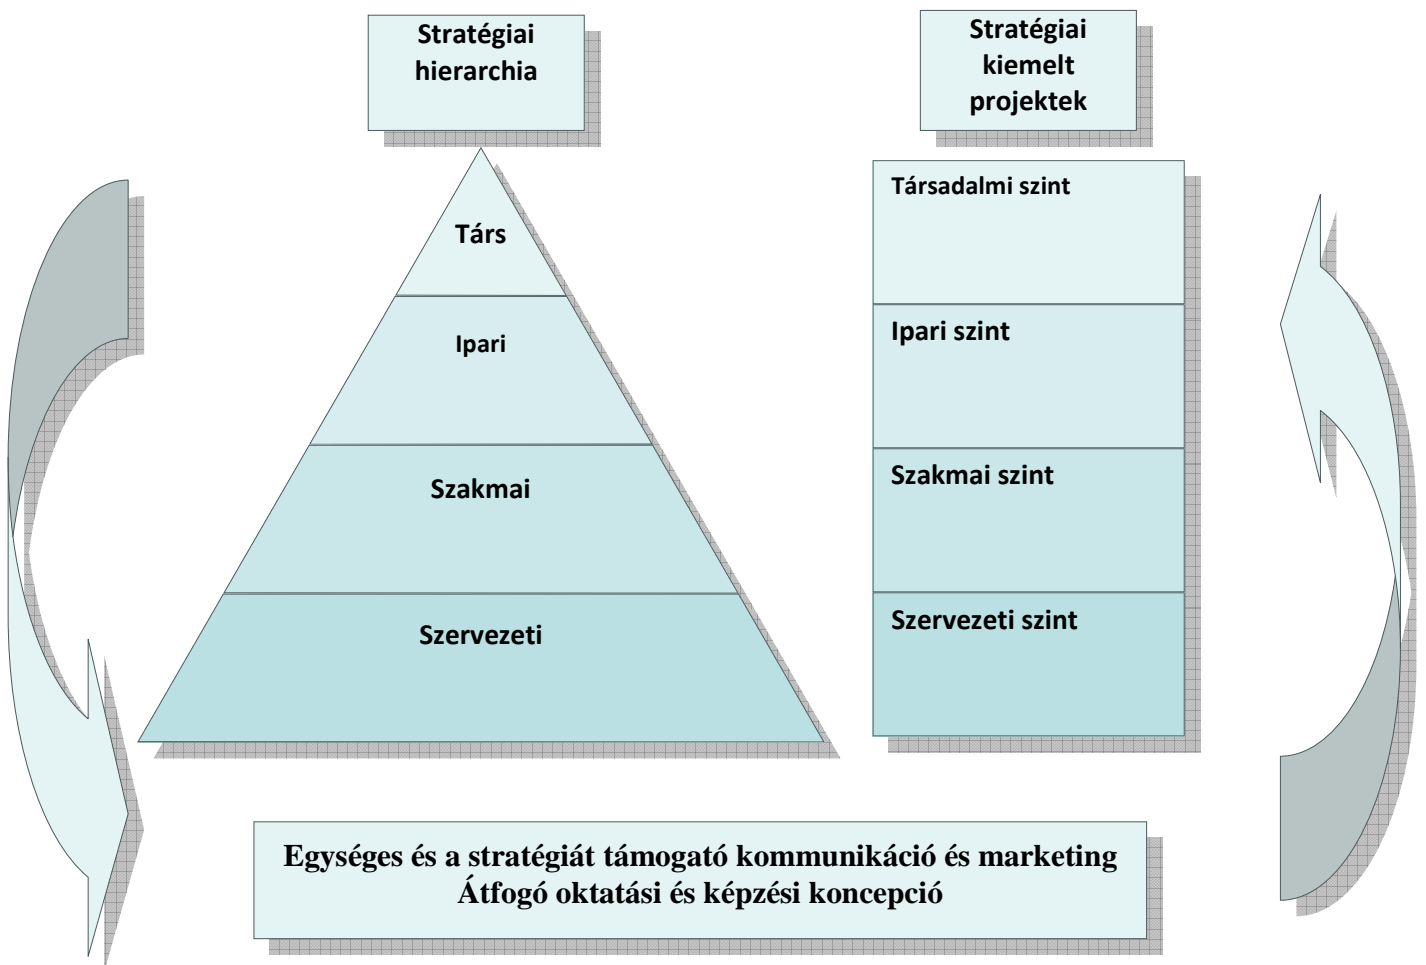 Stratégiai
hierarchia
Társ
Ipari
Szakmai
Szervezeti
Stratégiai
kiemelt
projektek
Társadalmi szint
Ipari szint
Szakmai szint
Szervezeti szint
Egységes és a stratégiát támogató kommunikáció és marketing
Átfogó oktatási és képzési koncepció